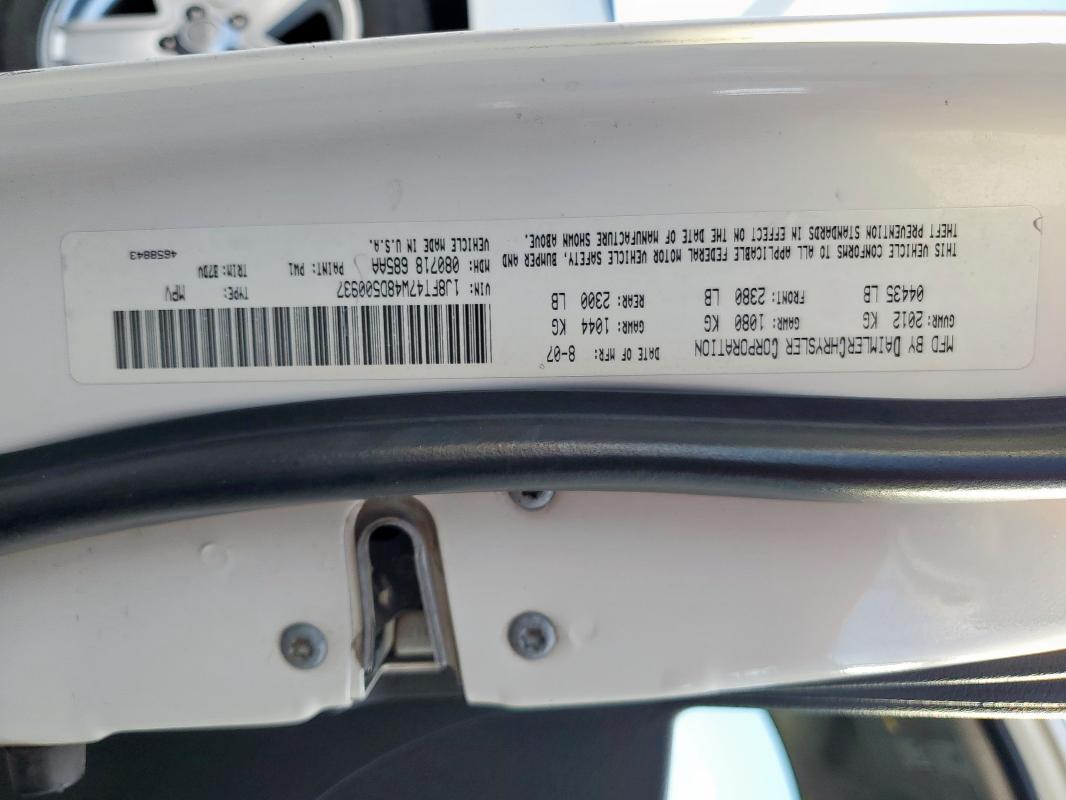 MFD BY DAIMLERCHRYSLER CORPORATION DATE OF MFR: 8-07
GVWR: 2012 KG GAWR: 1080 KG GAWR: 1044 KG
04435 LB FRONT: 2380 LB REAR: 2300 LB
THIS VEHICLE CONFORMS TO ALL APPLICABLE FEDERAL MOTOR VEHICLE SAFETY, BUMPER AND
THEFT PREVENTION STANDARDS IN EFFECT ON THE DATE OF MANUFACTURE SHOWN ABOVE.
VIN: 1J8FT47W48D500937 TYPE: MPV
MDH: 080718 685AA PAINT: PW1 TRIM: B7DV
VEHICLE MADE IN U.S.A. 4658843